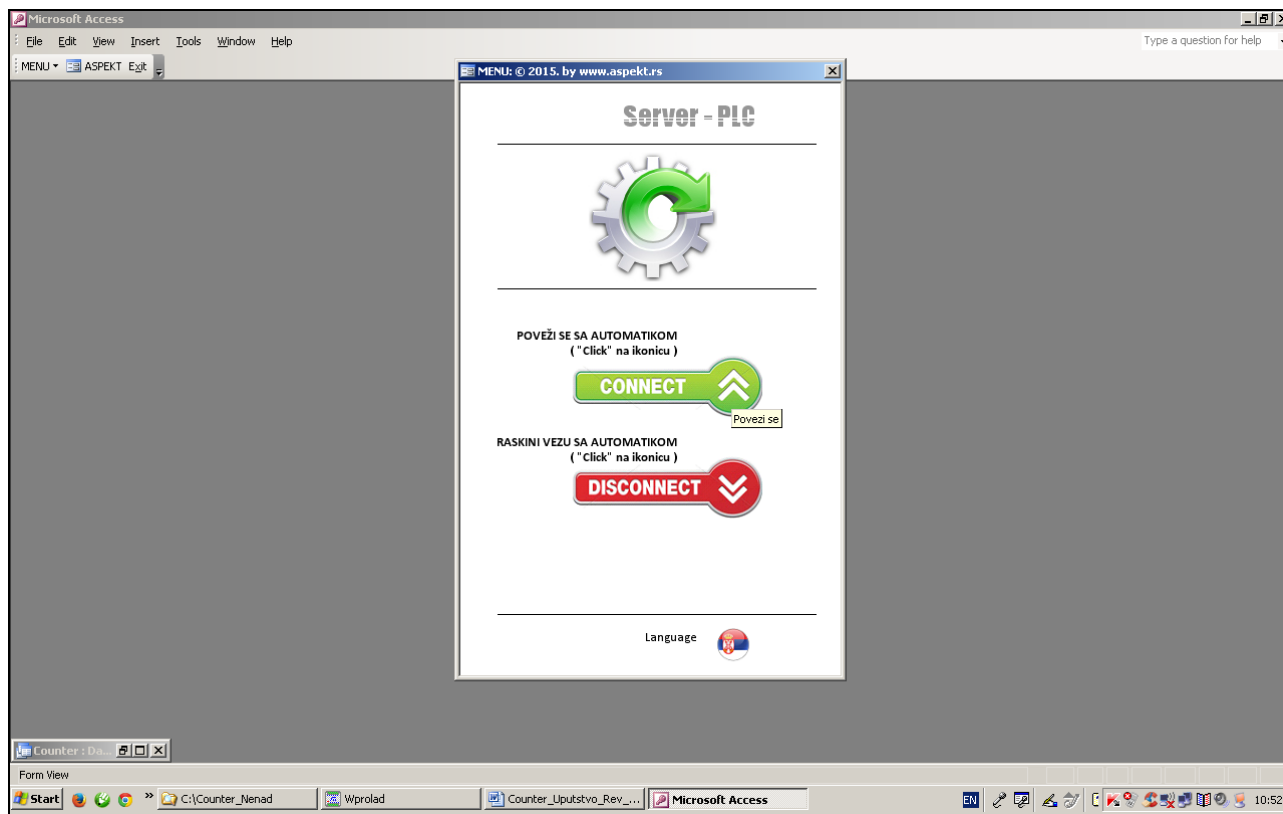 Microsoft Access
File Edit View Insert Tools Window Help
Type a question for help
MENU ASPEKT Exit
MENU: © 2015. by www.aspekt.rs
Server - PLC
POVEŽI SE SA AUTOMATIKOM
( "Click" na ikonicu )
CONNECT
Povezi se
RASKINI VEZU SA AUTOMATIKOM
( "Click" na ikonicu )
DISCONNECT
Language
Counter : Da...
Form View
Start » C:\Counter_Nenad Wprolad Counter_Uputstvo_Rev_... Microsoft Access EN 10:52